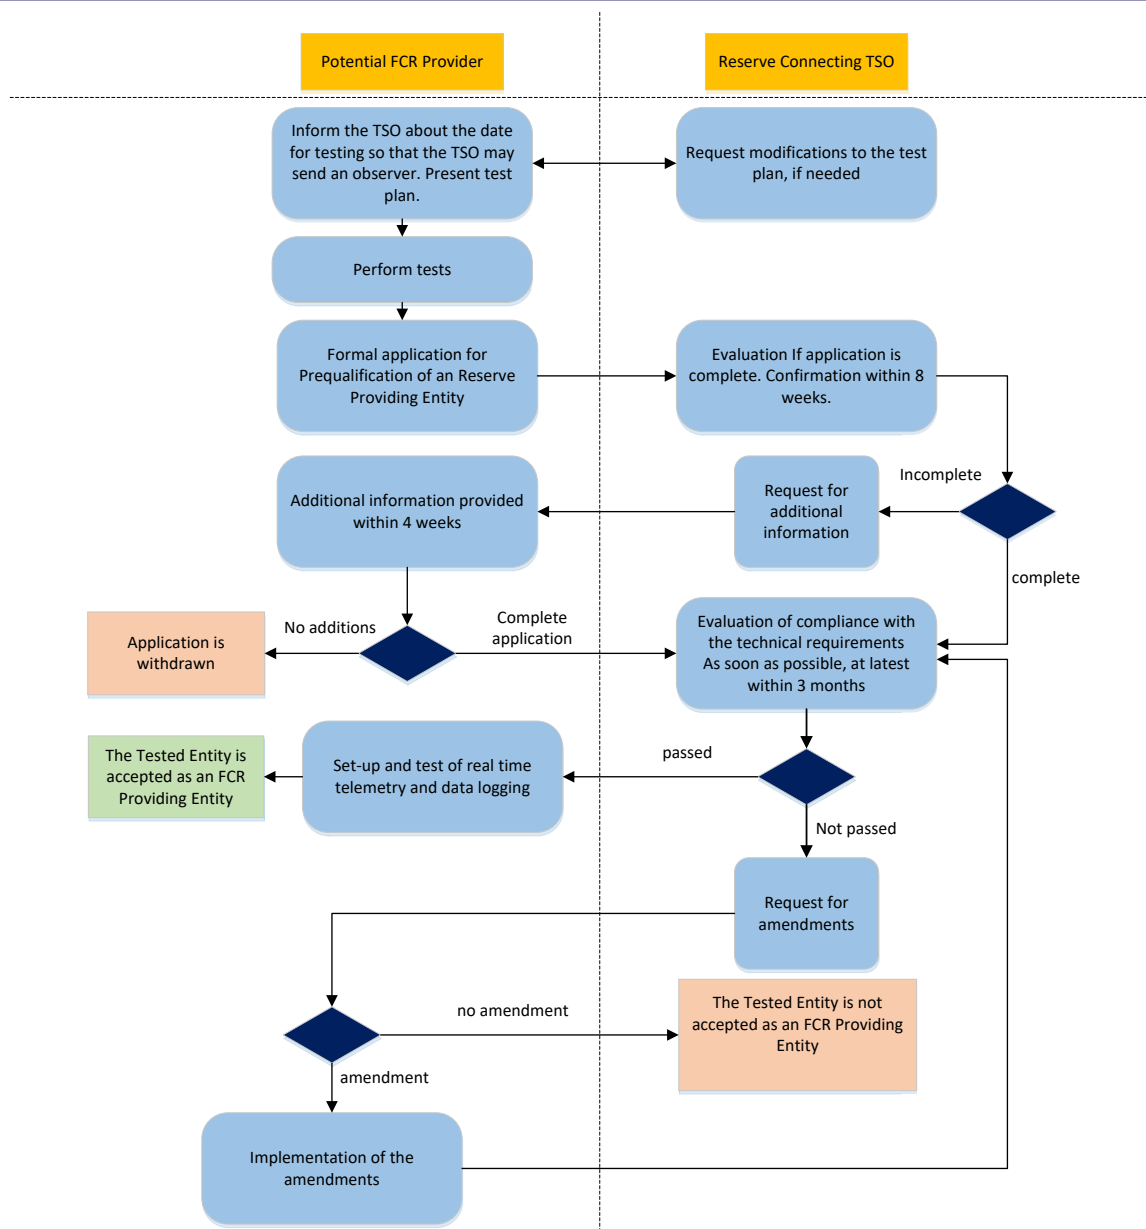 Potential FCR Provider
Reserve Connecting TSO
Inform the TSO about the date
for testing so that the TSO may
send an observer. Present test
plan.
Request modifications to the test
plan, if needed
Perform tests
Formal application for
Prequalification of an Reserve
Providing Entity
Evaluation If application is
complete. Confirmation within 8
weeks.
Incomplete
Request for
additional
information
Additional information provided
within 4 weeks
complete
No additions
Complete
application
Application is
withdrawn
Evaluation of compliance with
the technical requirements
As soon as possible, at latest
within 3 months
passed
Set-up and test of real time
telemetry and data logging
The Tested Entity is
accepted as an FCR
Providing Entity
Not passed
Request for
amendments
no amendment
The Tested Entity is not
accepted as an FCR Providing
Entity
amendment
Implementation of the
amendments